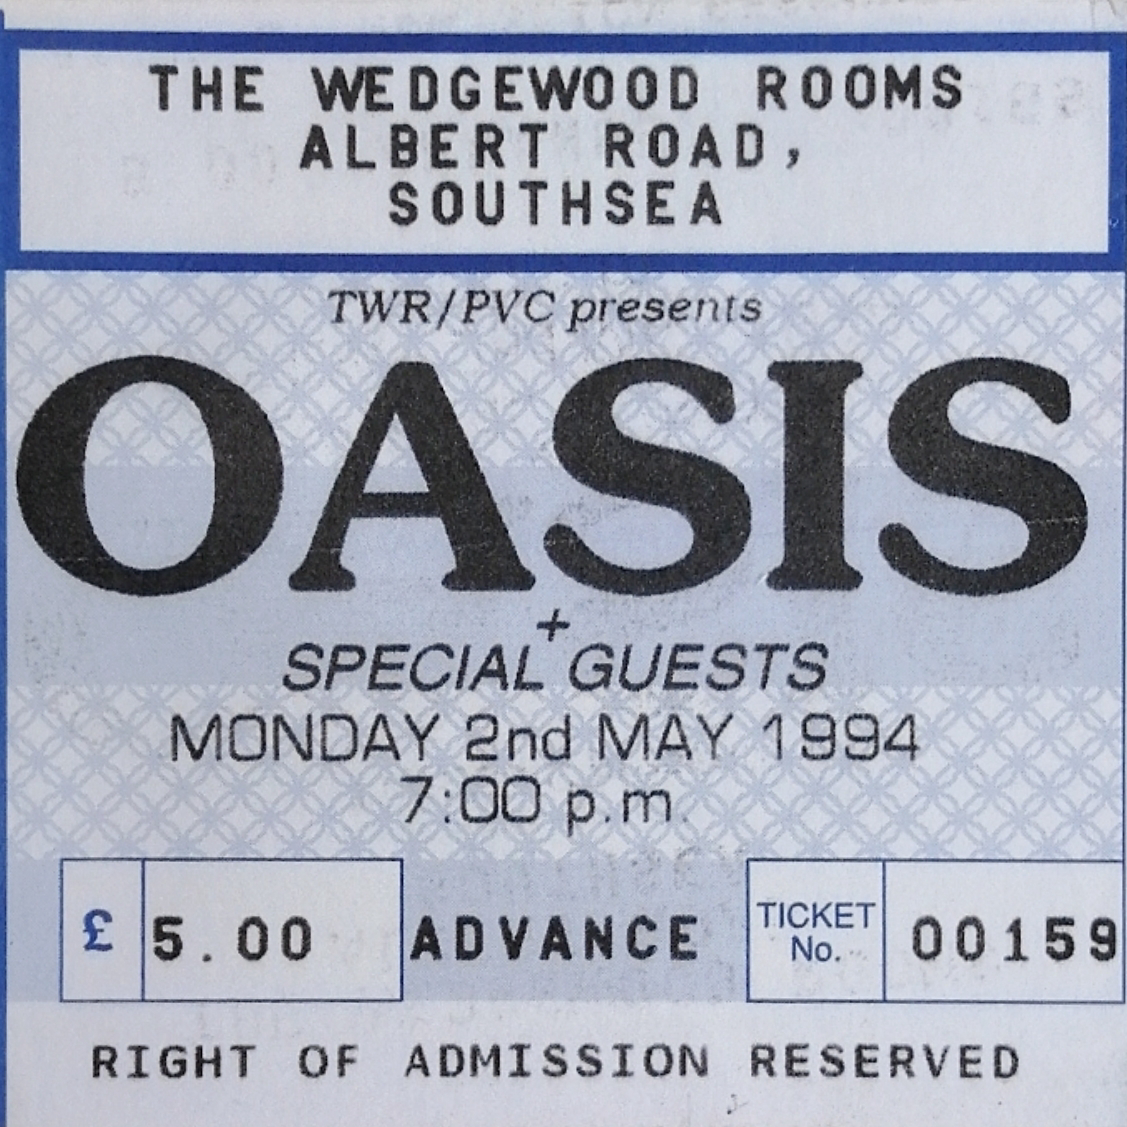 THE WEDGEWOOD ROOMS
ALBERT ROAD,
SOUTHSEA
TWR/PVC presents
OASIS
+
SPECIAL GUESTS
MONDAY 2nd MAY 1994
7:00 p.m.
£ 5.00 ADVANCE TICKET No. 00159
RIGHT OF ADMISSION RESERVED